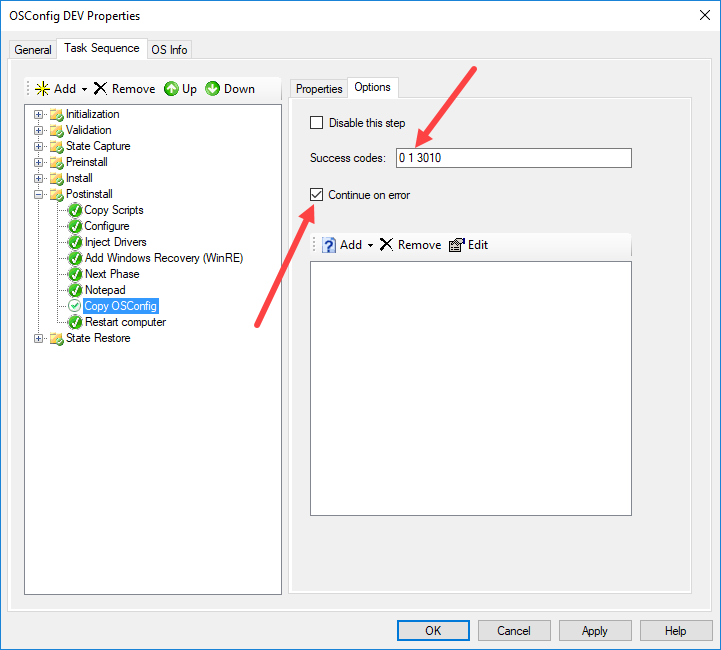 OSConfig DEV Properties
General Task Sequence OS Info
Add Remove Up Down
Initialization
Validation
State Capture
Preinstall
Install
Postinstall
Copy Scripts
Configure
Inject Drivers
Add Windows Recovery (WinRE)
Next Phase
Notepad
Copy OSConfig
Restart computer
State Restore
Properties Options
Disable this step
Success codes: 0 1 3010
Continue on error
Add Remove Edit
OK Cancel Apply Help